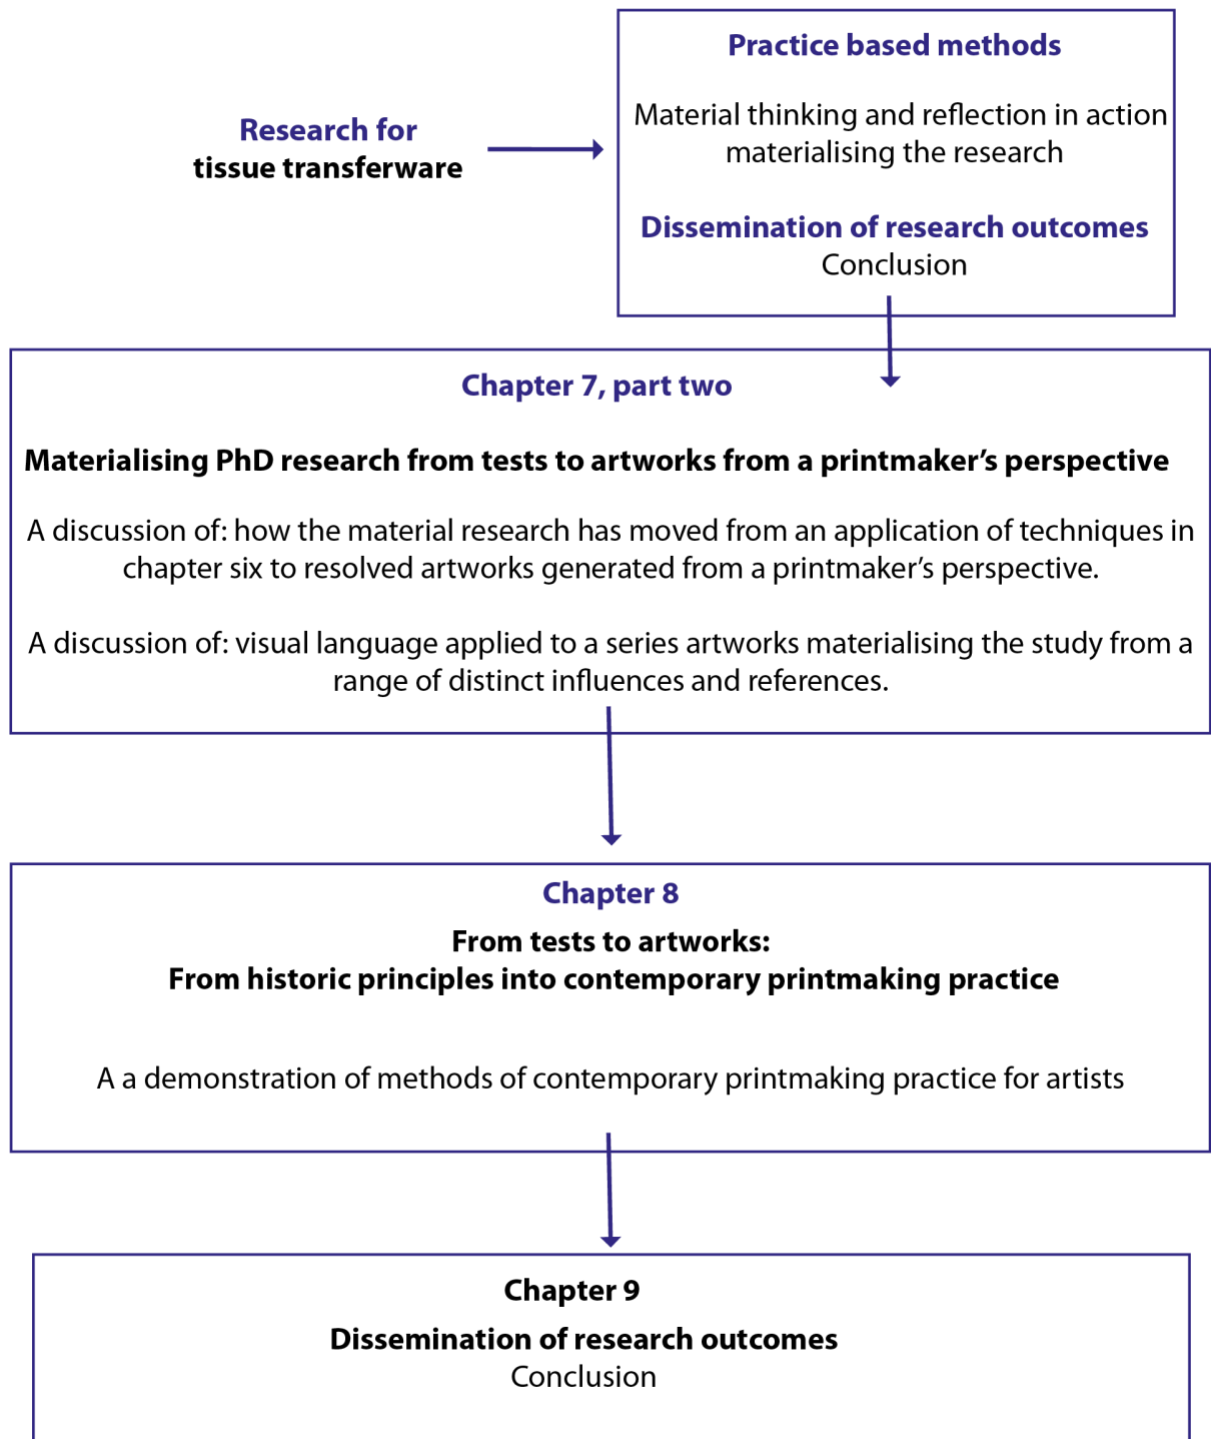 Practice based methods
Research for
tissue transferware
Material thinking and reflection in action
materialising the research
Dissemination of research outcomes
Conclusion
Chapter 7, part two
Materialising PhD research from tests to artworks from a printmaker’s perspective
A discussion of: how the material research has moved from an application of techniques in
chapter six to resolved artworks generated from a printmaker’s perspective.
A discussion of: visual language applied to a series artworks materialising the study from a
range of distinct influences and references.
Chapter 8
From tests to artworks:
From historic principles into contemporary printmaking practice
A a demonstration of methods of contemporary printmaking practice for artists
Chapter 9
Dissemination of research outcomes
Conclusion